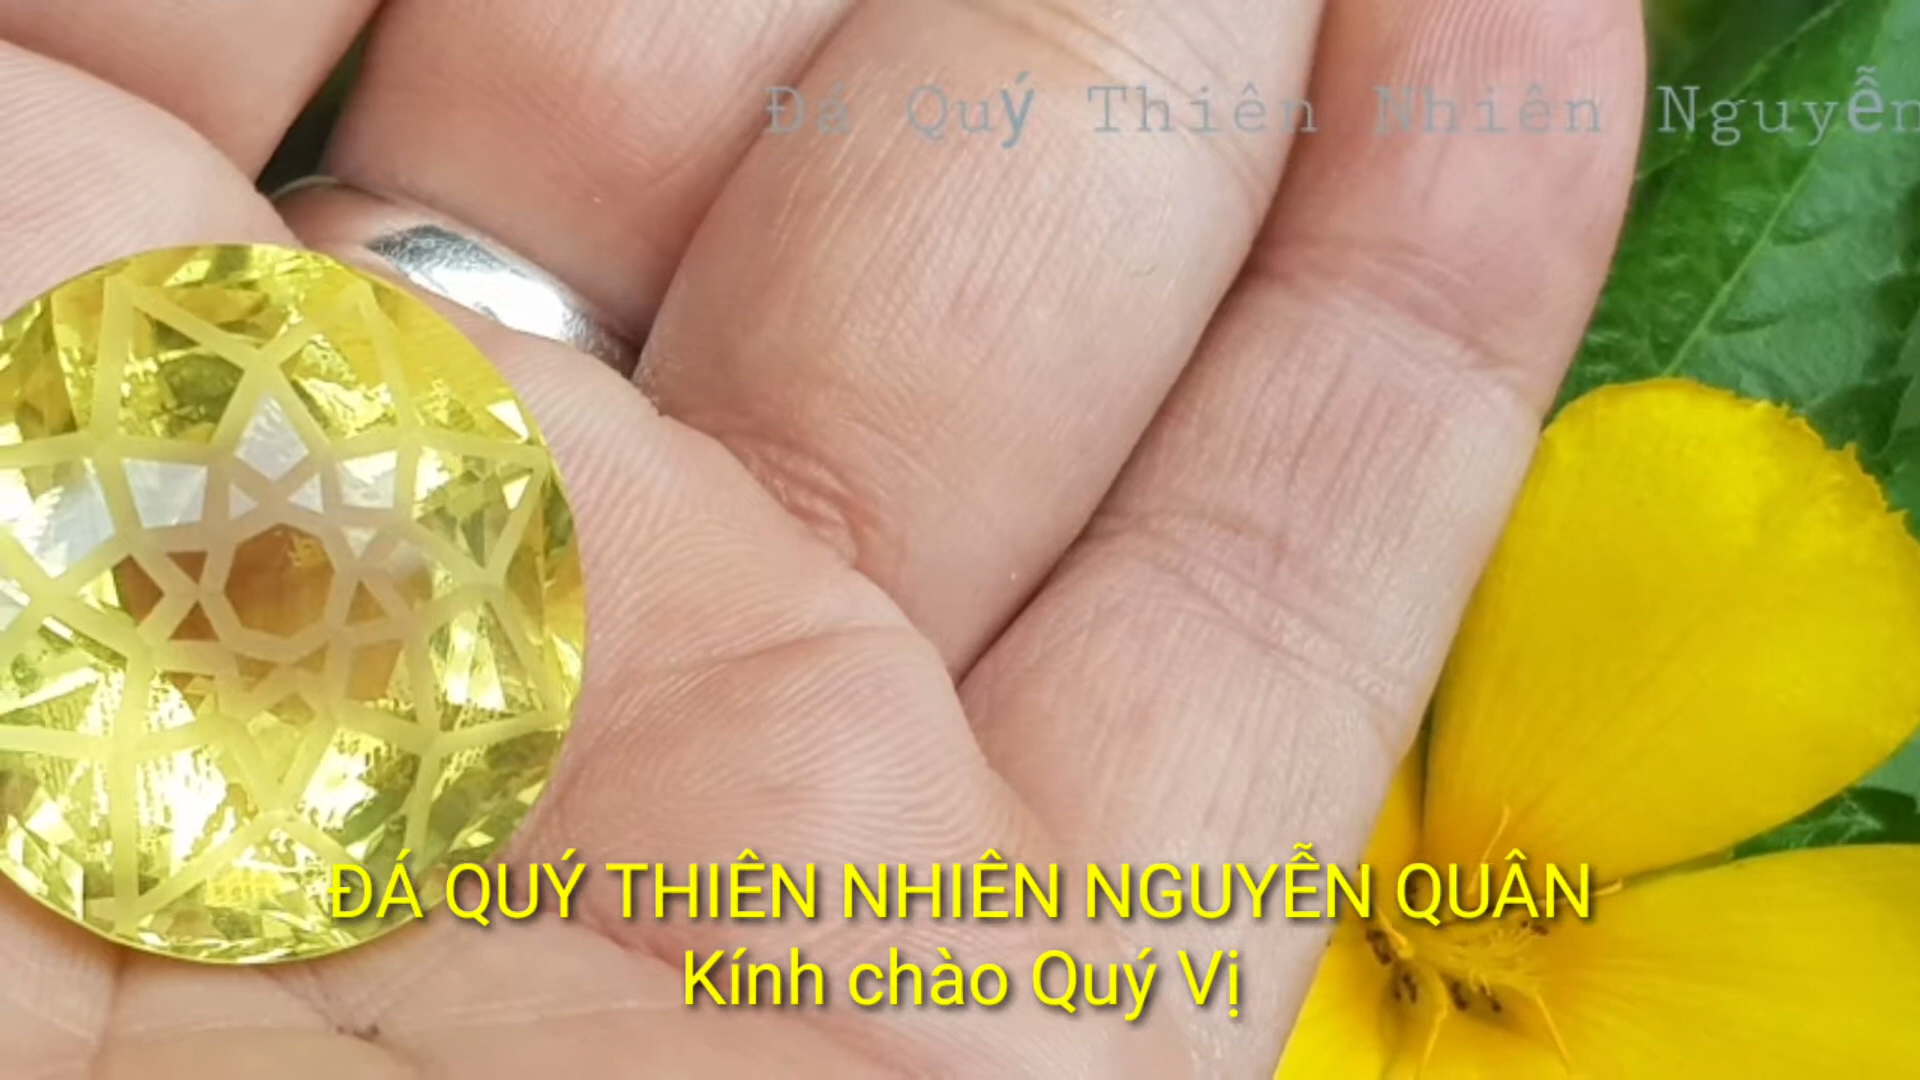 Đá Quý Thiên Nhiên Nguyễn
ĐÁ QUÝ THIÊN NHIÊN NGUYỄN QUÂN
Kính chào Quý Vị